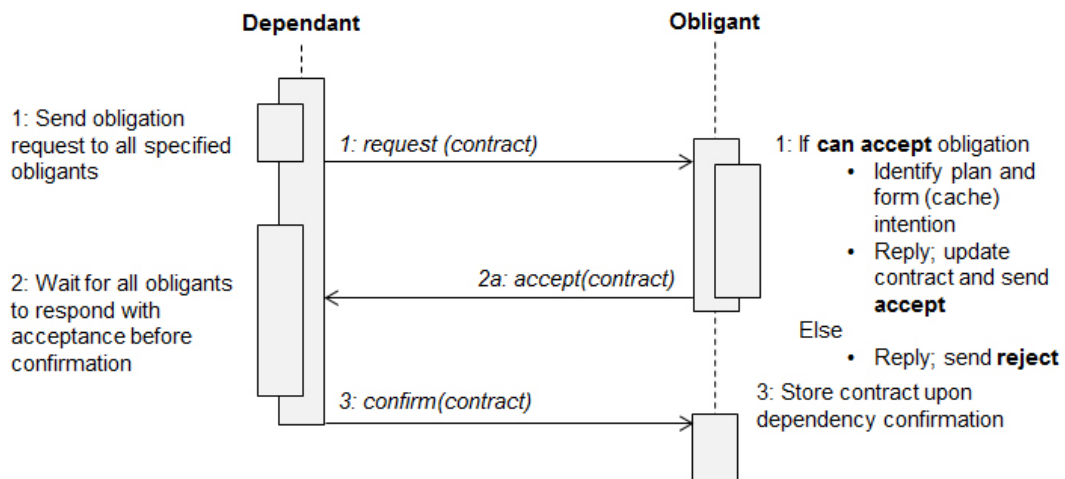 Dependant
Obligant
1: Send obligation
request to all specified
obligants
1: request (contract)
1: If can accept obligation
• Identify plan and
form (cache)
intention
• Reply; update
contract and send
accept
Else
• Reply; send reject
2a: accept(contract)
2: Wait for all obligants
to respond with
acceptance before
confirmation
3: confirm(contract)
3: Store contract upon
dependency confirmation